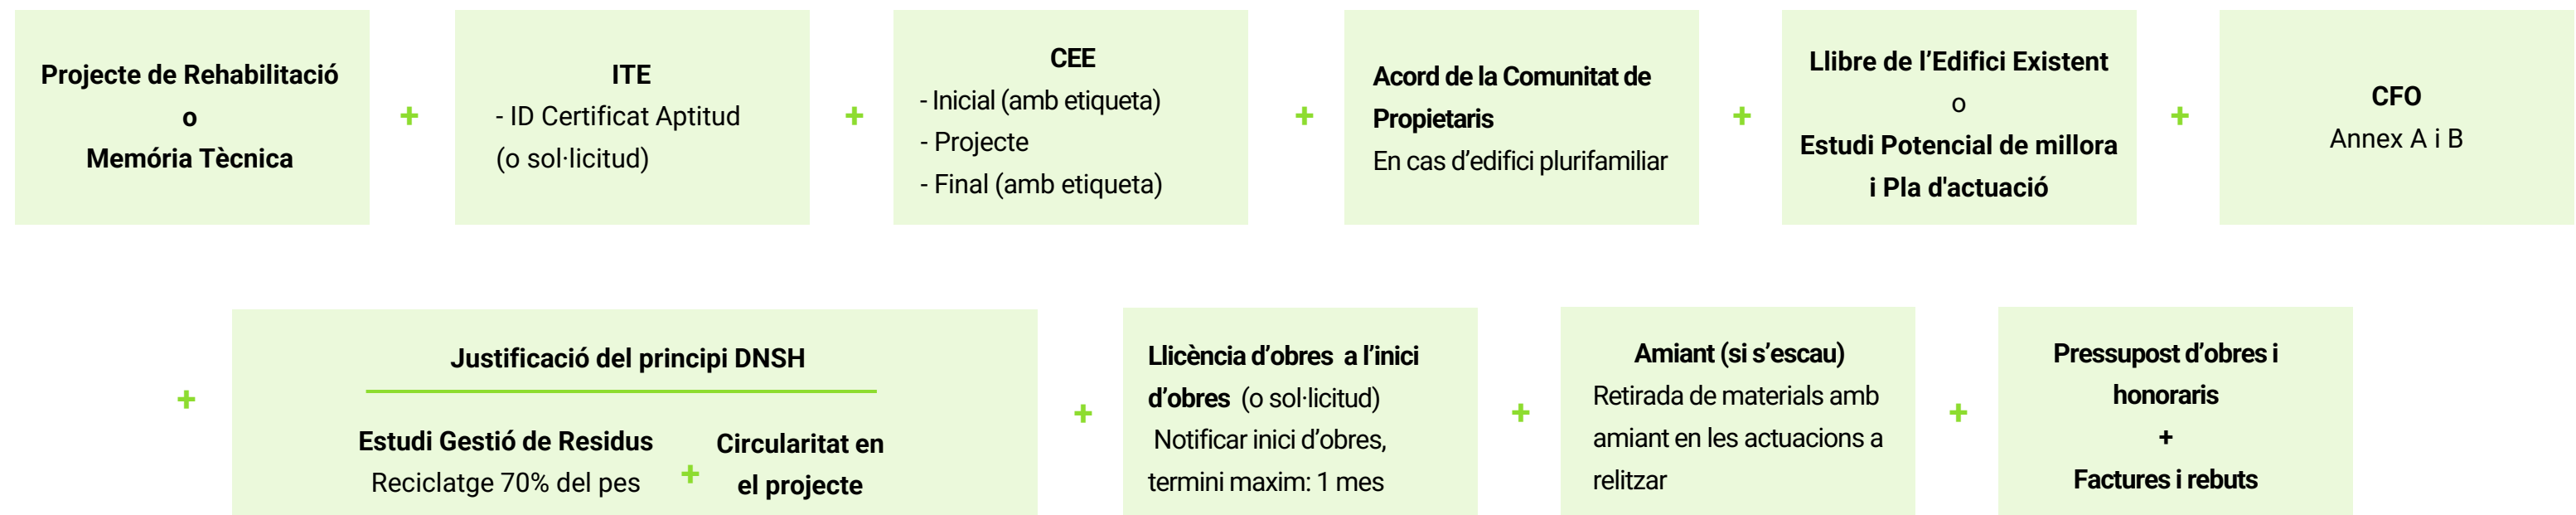 Projecte de Rehabilitació
o
Memória Tècnica
+
ITE
- ID Certificat Aptitud
(o sol·licitud)
+
CEE
- Inicial (amb etiqueta)
- Projecte
- Final (amb etiqueta)
+
Acord de la Comunitat de
Propietaris
En cas d’edifici plurifamiliar
+
Llibre de l’Edifici Existent
o
Estudi Potencial de millora
i Pla d'actuació
+
CFO
Annex A i B
+
Justificació del principi DNSH
Estudi Gestió de Residus
Reciclatge 70% del pes
+
Circularitat en
el projecte
+
Llicència d’obres a l’inici
d’obres (o sol·licitud)
Notificar inici d’obres,
termini maxim: 1 mes
+
Amiant (si s’escau)
Retirada de materials amb
amiant en les actuacions a
relitzar
+
Pressupost d’obres i
honoraris
+
Factures i rebuts